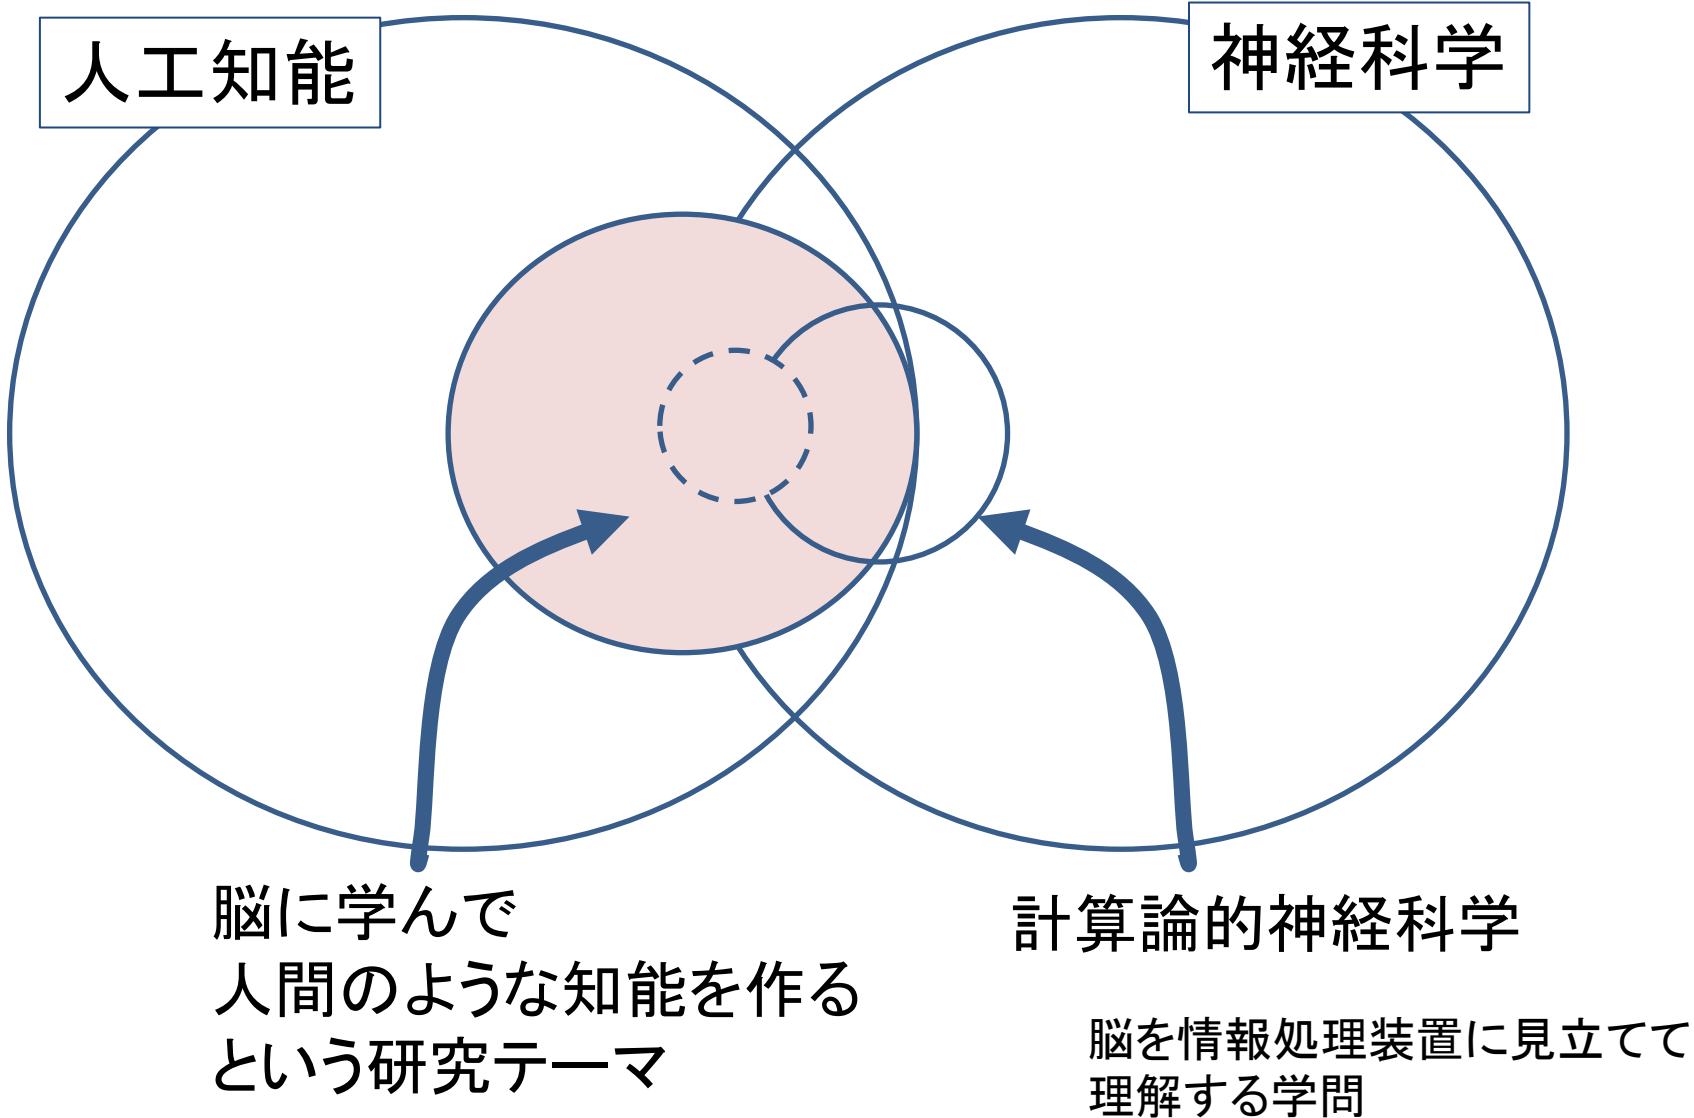 人工知能
神経科学
脳に学んで
人間のような知能を作る
という研究テーマ
計算論的神経科学
脳を情報処理装置に見立てて
理解する学問